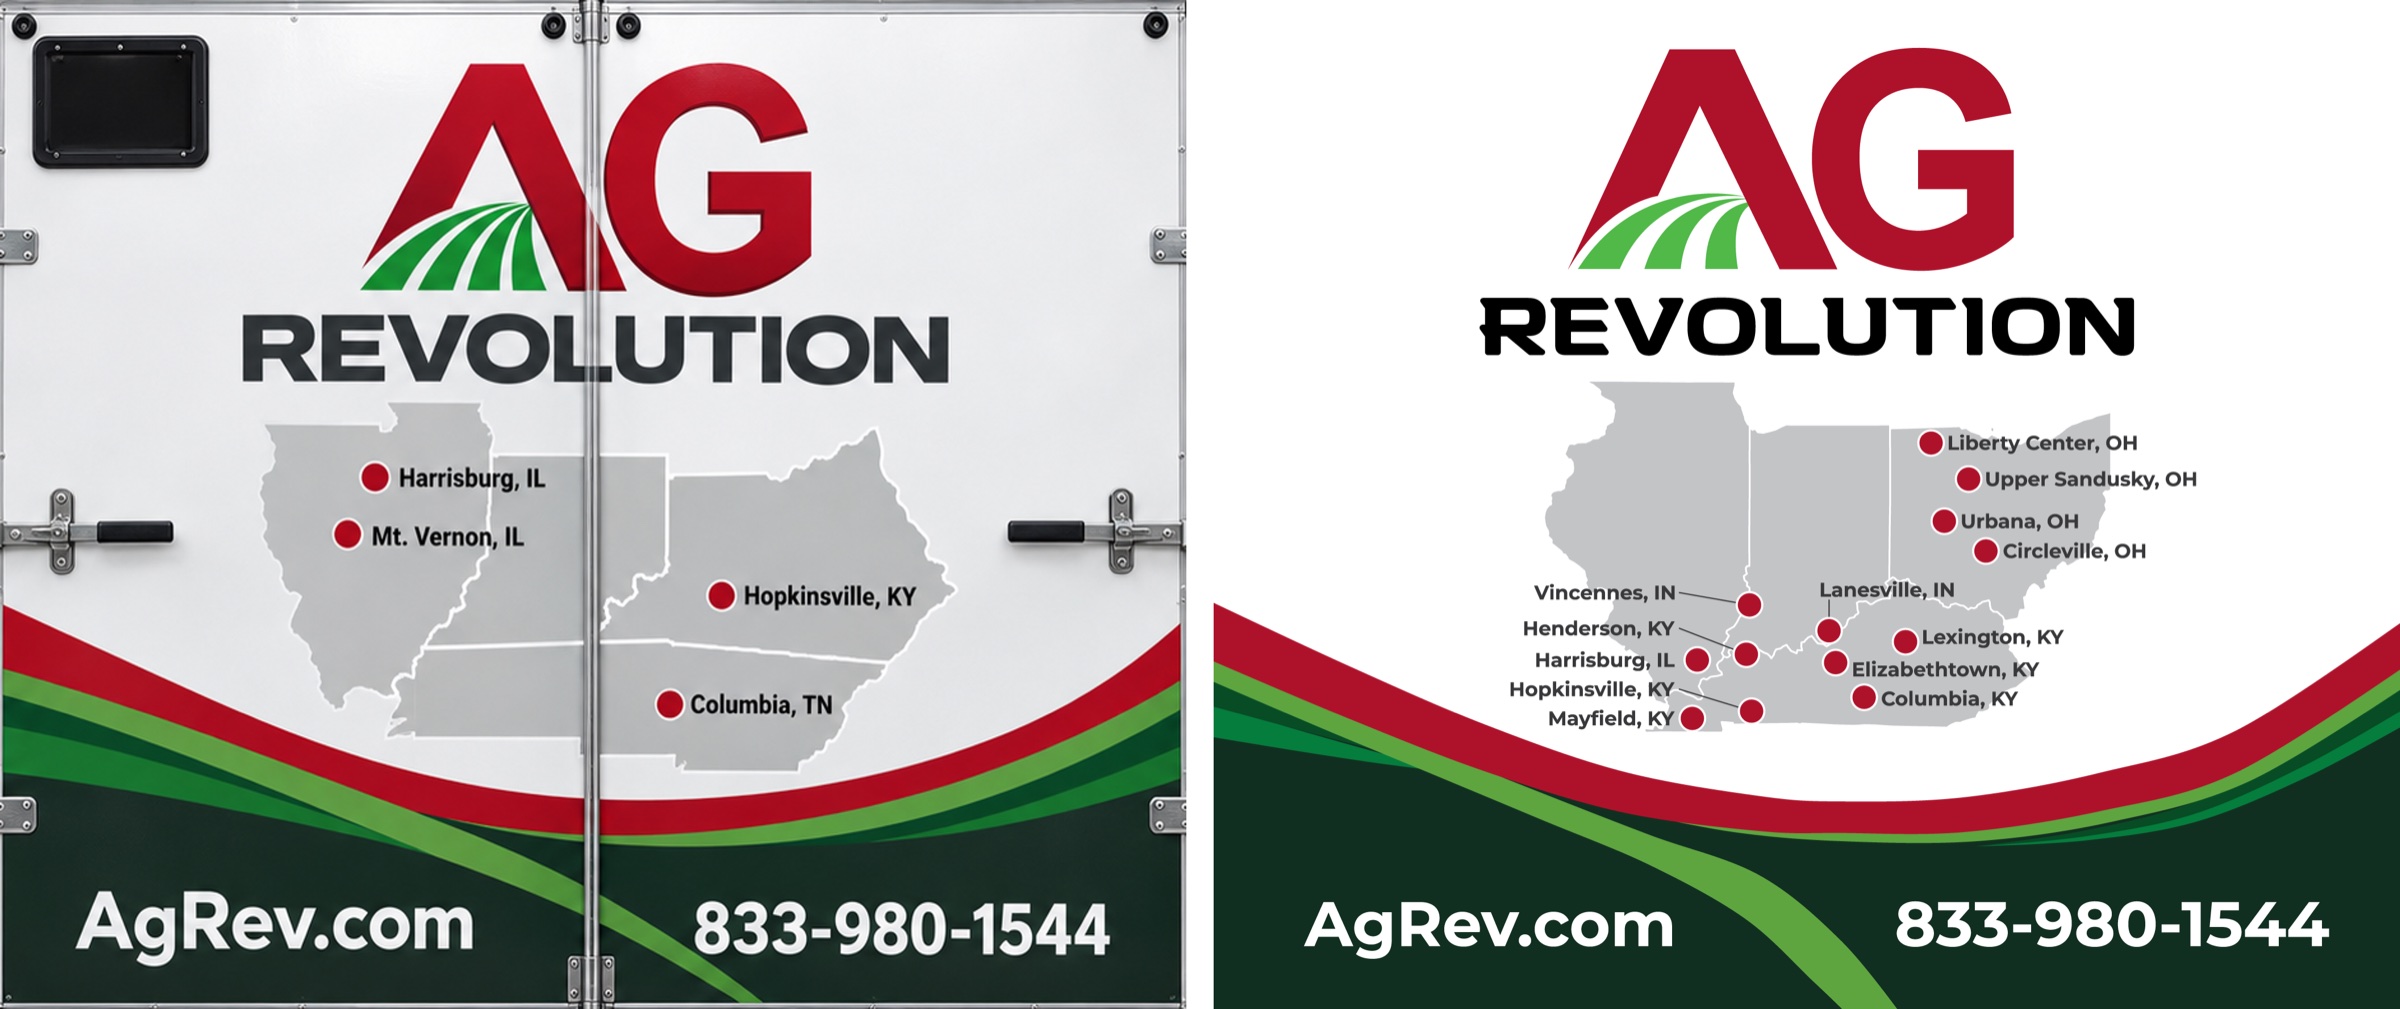 AG
REVOLUTION
Harrisburg, IL
Mt. Vernon, IL
Hopkinsville, KY
Columbia, TN
AgRev.com
833-980-1544
AG
REVOLUTION
Liberty Center, OH
Upper Sandusky, OH
Urbana, OH
Circleville, OH
Vincennes, IN
Lanesville, IN
Henderson, KY
Lexington, KY
Harrisburg, IL
Elizabethtown, KY
Hopkinsville, KY
Columbia, KY
Mayfield, KY
AgRev.com
833-980-1544